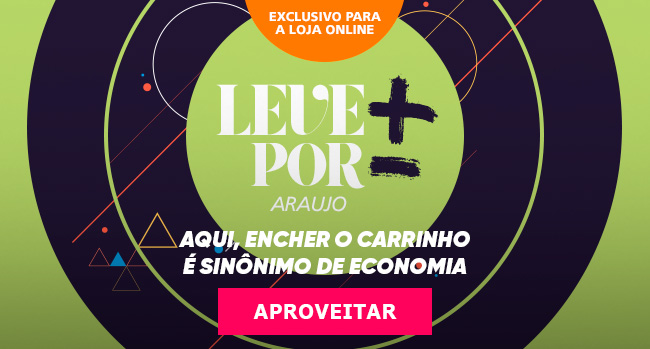 EXCLUSIVO PARA
A LOJA ONLINE
LEVE +
POR =
ARAUJO
AQUI, ENCHER O CARRINHO
É SINÔNIMO DE ECONOMIA
APROVEITAR